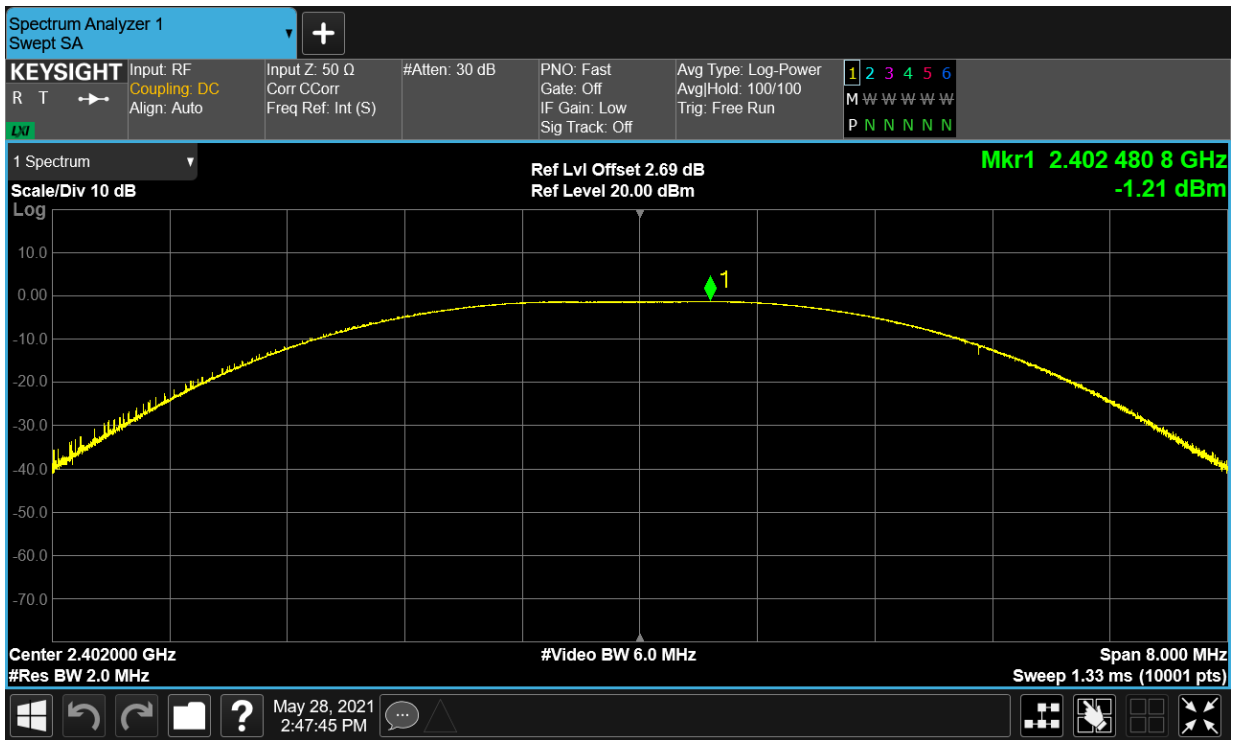 Spectrum Analyzer 1
Swept SA
KEYSIGHT
R T
LXI
Input: RF
Coupling: DC
Align: Auto
Input Z: 50 Ω
Corr CCorr
Freq Ref: Int (S)
#Atten: 30 dB
PNO: Fast
Gate: Off
IF Gain: Low
Sig Track: Off
Avg Type: Log-Power
Avg|Hold: 100/100
Trig: Free Run
1 2 3 4 5 6
M W W W W W
P N N N N N
1 Spectrum
Scale/Div 10 dB
Log
Ref Lvl Offset 2.69 dB
Ref Level 20.00 dBm
Mkr1 2.402 480 8 GHz
-1.21 dBm
10.0
0.00
-10.0
-20.0
-30.0
-40.0
-50.0
-60.0
-70.0
1
Center 2.402000 GHz
#Res BW 2.0 MHz
#Video BW 6.0 MHz
Span 8.000 MHz
Sweep 1.33 ms (10001 pts)
?
May 28, 2021
2:47:45 PM